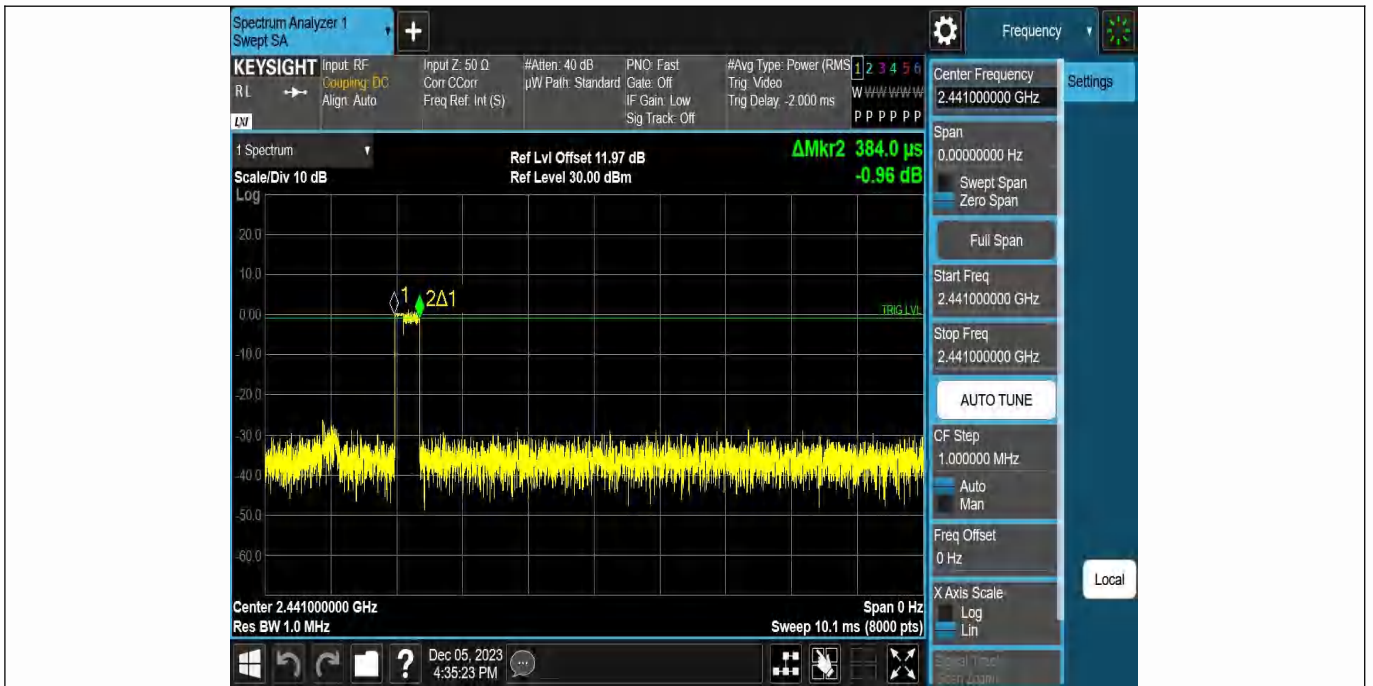 Spectrum Analyzer 1
Swept SA
+
Frequency
KEYSIGHT
RL
LXI
Input: RF
Coupling: DC
Align: Auto
Input Z: 50 Ω
Corr CCorr
Freq Ref: Int (S)
#Atten: 40 dB
µW Path: Standard
PNO: Fast
Gate: Off
IF Gain: Low
Sig Track: Off
#Avg Type: Power (RMS
Trig: Video
Trig Delay: -2.000 ms
1 2 3 4 5 6
W W W W W W
P P P P P P
Center Frequency
2.441000000 GHz
Settings
Span
0.00000000 Hz
Swept Span
Zero Span
Full Span
Start Freq
2.441000000 GHz
Stop Freq
2.441000000 GHz
AUTO TUNE
CF Step
1.000000 MHz
Auto
Man
Freq Offset
0 Hz
X Axis Scale
Log
Lin
Signal Track
Local
1 Spectrum
Scale/Div 10 dB
Ref Lvl Offset 11.97 dB
Ref Level 30.00 dBm
ΔMkr2 384.0 µs
-0.96 dB
Log
20.0
10.0
0.00
-10.0
-20.0
-30.0
-40.0
-50.0
-60.0
1
2Δ1
TRIG LVL
Center 2.441000000 GHz
Res BW 1.0 MHz
Span 0 Hz
Sweep 10.1 ms (8000 pts)
?
Dec 05, 2023
4:35:23 PM